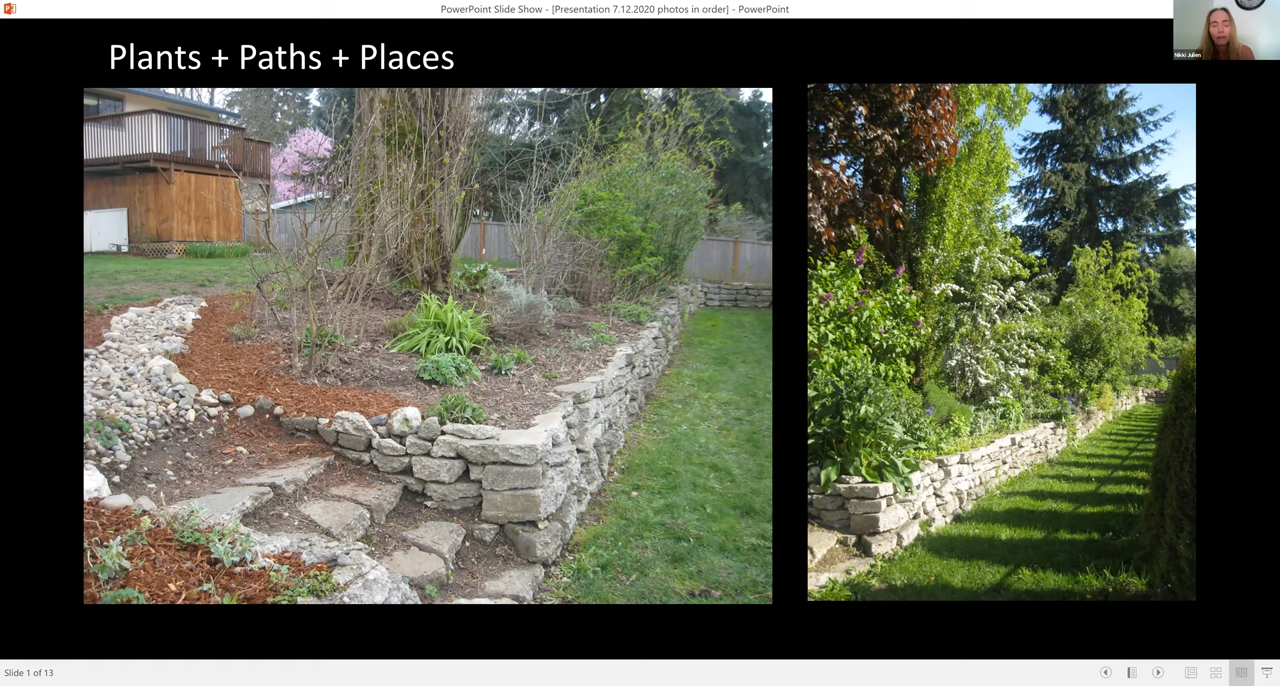 PowerPoint Slide Show - [Presentation 7.12.2020 photos in order] - PowerPoint
Nikki Julien
Plants + Paths + Places
Slide 1 of 13